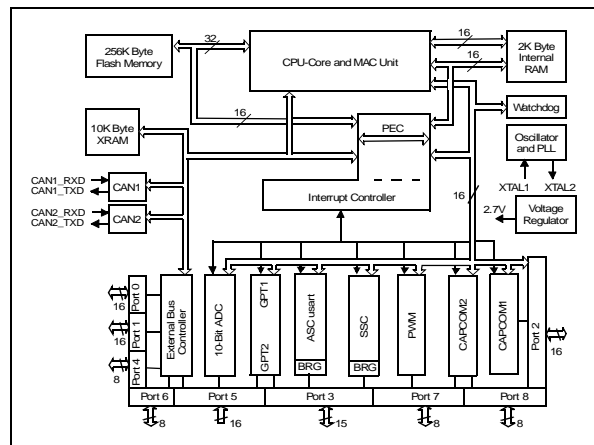 32
16
256K Byte
Flash Memory
CPU-Core and MAC Unit
2K Byte
Internal
RAM
16
16
PEC
Watchdog
10K Byte
XRAM
Oscillator
and PLL
CAN1_RXD
CAN1_TXD
CAN1
Interrupt Controller
16
XTAL1
XTAL2
CAN2_RXD
CAN2_TXD
CAN2
2.7V
Voltage
Regulator
Port 0
16
Port 1
16
Port 4
8
External Bus
Controller
10-Bit ADC
GPT1
GPT2
ASC usart
BRG
SSC
BRG
PWM
CAPCOM2
CAPCOM1
Port 2
16
Port 6
Port 5
Port 3
Port 7
Port 8
8
16
15
8
8